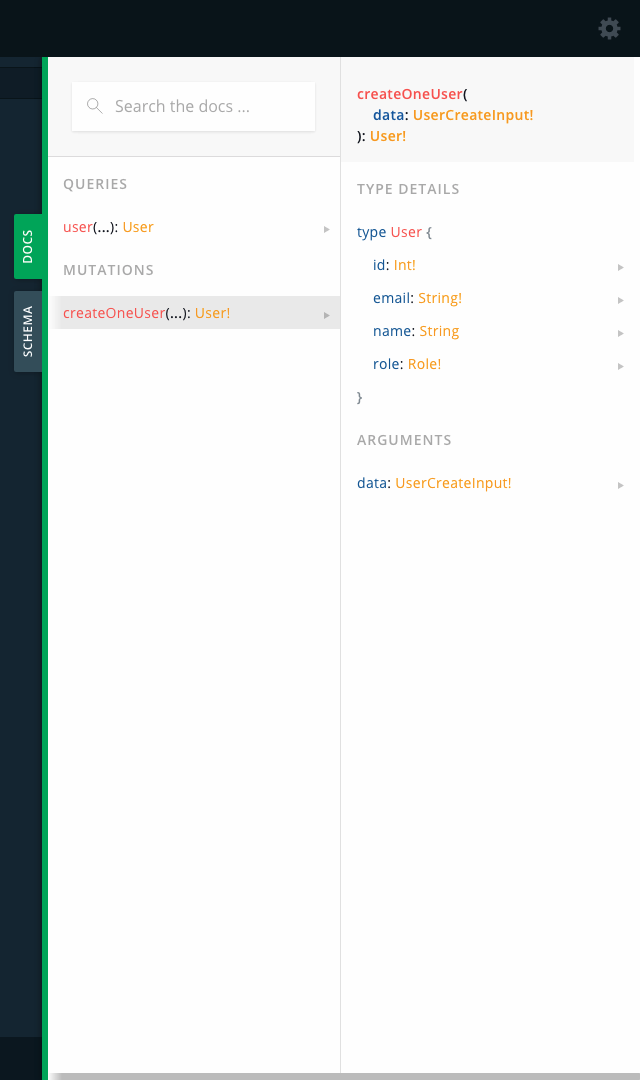 DOCS
SCHEMA
Search the docs ...
QUERIES
user(...): User
MUTATIONS
createOneUser(...): User!
createOneUser(
data: UserCreateInput!
): User!
TYPE DETAILS
type User {
id: Int!
email: String!
name: String
role: Role!
}
ARGUMENTS
data: UserCreateInput!